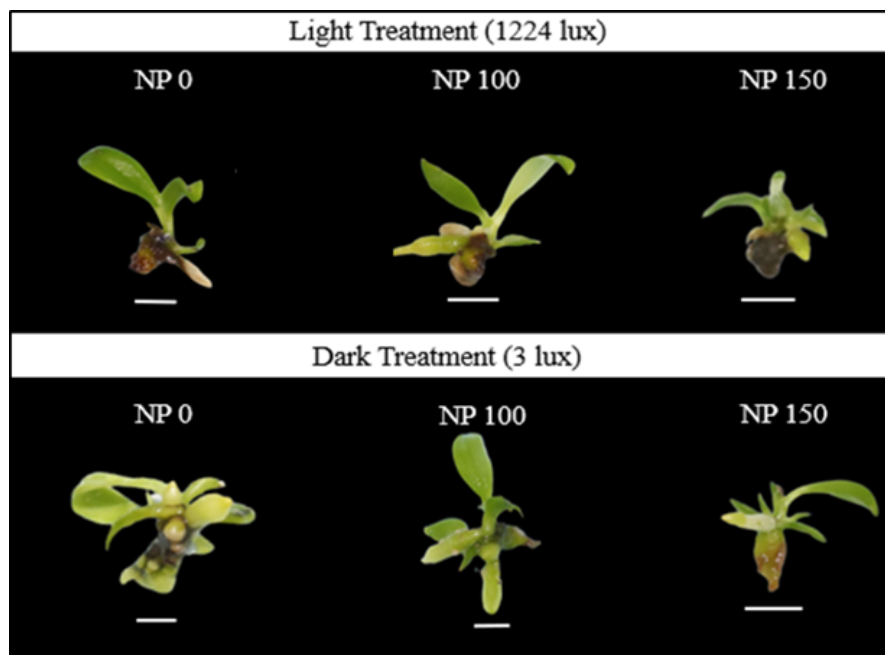 Light Treatment (1224 lux)
NP 0 NP 100 NP 150
Dark Treatment (3 lux)
NP 0 NP 100 NP 150